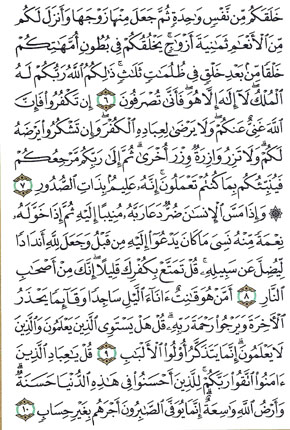 خَلَقَكُم مِّن نَّفْسٍ وَٰحِدَةٍ ثُمَّ جَعَلَ مِنْهَا زَوْجَهَا وَأَنزَلَ لَكُم
مِّنَ ٱلْأَنْعَٰمِ ثَمَٰنِيَةَ أَزْوَٰجٍ ۚ يَخْلُقُكُمْ فِى بُطُونِ أُمَّهَٰتِكُمْ
خَلْقًا مِّنۢ بَعْدِ خَلْقٍ فِى ظُلُمَٰتٍ ثَلَٰثٍ ۚ ذَٰلِكُمُ ٱللَّهُ رَبُّكُمْ لَهُ
ٱلْمُلْكُ ۖ لَآ إِلَٰهَ إِلَّا هُوَ ۖ فَأَنَّىٰ تُصْرَفُونَ ٦ إِن تَكْفُرُوا۟ فَإِنَّ
ٱللَّهَ غَنِىٌّ عَنكُمْ ۖ وَلَا يَرْضَىٰ لِعِبَادِهِ ٱلْكُفْرَ ۖ وَإِن تَشْكُرُوا۟ يَرْضَهُ
لَكُمْ ۗ وَلَا تَزِرُ وَازِرَةٌ وِزْرَ أُخْرَىٰ ۗ ثُمَّ إِلَىٰ رَبِّكُم مَّرْجِعُكُمْ
فَيُنَبِّئُكُم بِمَا كُنتُمْ تَعْمَلُونَ ۚ إِنَّهُۥ عَلِيمٌۢ بِذَاتِ ٱلصُّدُورِ ٧
۞ وَإِذَا مَسَّ ٱلْإِنسَٰنَ ضُرٌّ دَعَا رَبَّهُۥ مُنِيبًا إِلَيْهِ ثُمَّ إِذَا خَوَّلَهُۥ
نِعْمَةً مِّنْهُ نَسِىَ مَا كَانَ يَدْعُوٓا۟ إِلَيْهِ مِن قَبْلُ وَجَعَلَ لِلَّهِ أَندَادًا
لِّيُضِلَّ عَن سَبِيلِهِۦ ۚ قُلْ تَمَتَّعْ بِكُفْرِكَ قَلِيلًا ۖ إِنَّكَ مِنْ أَصْحَٰبِ
ٱلنَّارِ ٨ أَمَّنْ هُوَ قَٰنِتٌ ءَانَآءَ ٱلَّيْلِ سَاجِدًا وَقَآئِمًا يَحْذَرُ
ٱلْءَاخِرَةَ وَيَرْجُوا۟ رَحْمَةَ رَبِّهِۦ ۗ قُلْ هَلْ يَسْتَوِى ٱلَّذِينَ يَعْلَمُونَ وَٱلَّذِينَ
لَا يَعْلَمُونَ ۗ إِنَّمَا يَتَذَكَّرُ أُو۟لُوا۟ ٱلْأَلْبَٰبِ ٩ قُلْ يَٰعِبَادِ ٱلَّذِينَ
ءَامَنُوا۟ ٱتَّقُوا۟ رَبَّكُمْ ۚ لِلَّذِينَ أَحْسَنُوا۟ فِى هَٰذِهِ ٱلدُّنْيَا حَسَنَةٌ ۗ
وَأَرْضُ ٱللَّهِ وَٰسِعَةٌ ۗ إِنَّمَا يُوَفَّى ٱلصَّٰبِرُونَ أَجْرَهُم بِغَيْرِ حِسَابٍ ١٠